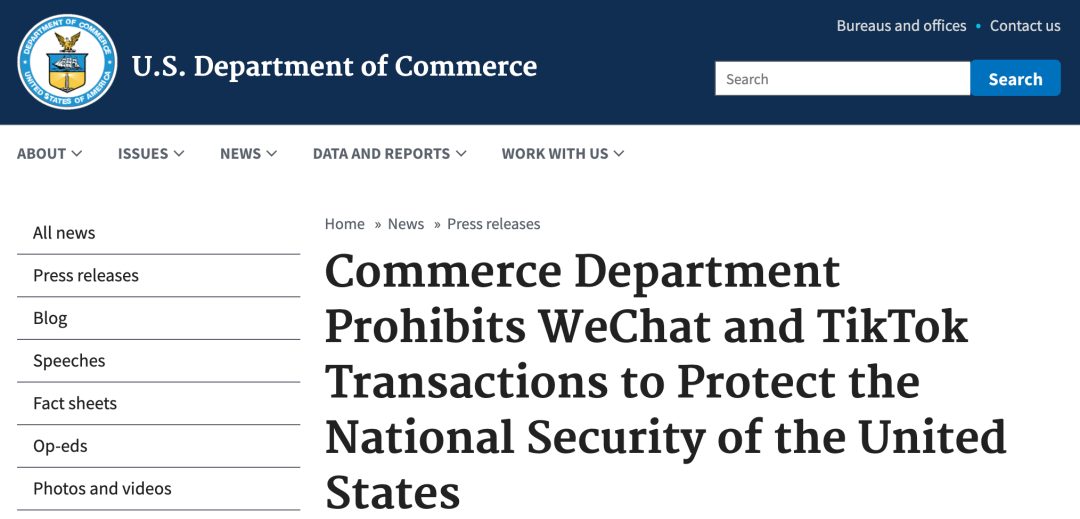 Bureaus and offices • Contact us
DEPARTMENT OF COMMERCE
UNITED STATES OF AMERICA
U.S. Department of Commerce
Search
Search
ABOUT
ISSUES
NEWS
DATA AND REPORTS
WORK WITH US
All news
Press releases
Blog
Speeches
Fact sheets
Op-eds
Photos and videos
Home » News » Press releases
Commerce Department
Prohibits WeChat and TikTok
Transactions to Protect the
National Security of the United
States